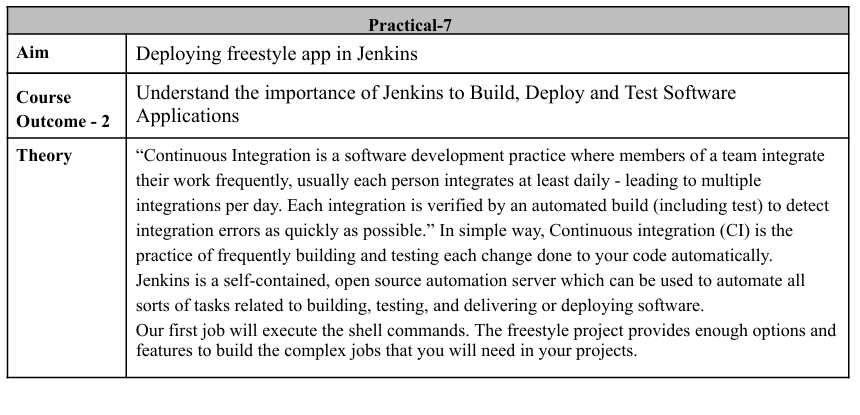 Practical-7
Aim
Deploying freestyle app in Jenkins
Course
Outcome - 2
Understand the importance of Jenkins to Build, Deploy and Test Software
Applications
Theory
“Continuous Integration is a software development practice where members of a team integrate
their work frequently, usually each person integrates at least daily - leading to multiple
integrations per day. Each integration is verified by an automated build (including test) to detect
integration errors as quickly as possible.” In simple way, Continuous integration (CI) is the
practice of frequently building and testing each change done to your code automatically.
Jenkins is a self-contained, open source automation server which can be used to automate all
sorts of tasks related to building, testing, and delivering or deploying software.
Our first job will execute the shell commands. The freestyle project provides enough options and
features to build the complex jobs that you will need in your projects.